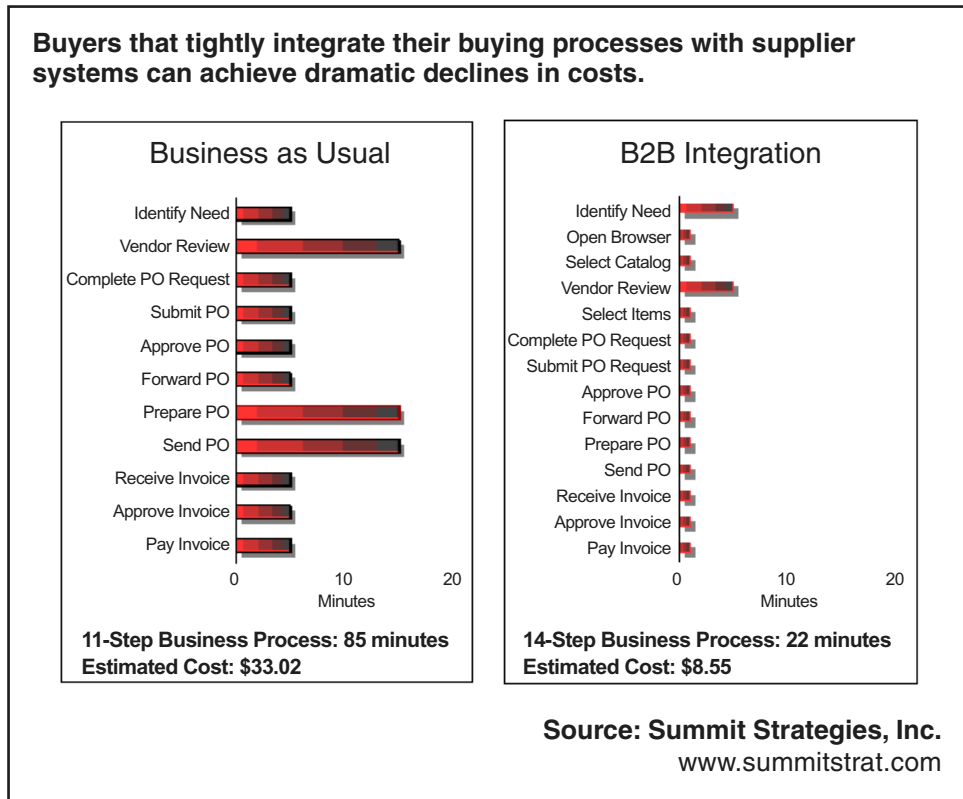 Buyers that tightly integrate their buying processes with supplier
systems can achieve dramatic declines in costs.
Business as Usual
Identify Need
Vendor Review
Complete PO Request
Submit PO
Approve PO
Forward PO
Prepare PO
Send PO
Receive Invoice
Approve Invoice
Pay Invoice
0 10 20
Minutes
11-Step Business Process: 85 minutes
Estimated Cost: $33.02
B2B Integration
Identify Need
Open Browser
Select Catalog
Vendor Review
Select Items
Complete PO Request
Submit PO Request
Approve PO
Forward PO
Prepare PO
Send PO
Receive Invoice
Approve Invoice
Pay Invoice
0 10 20
Minutes
14-Step Business Process: 22 minutes
Estimated Cost: $8.55
Source: Summit Strategies, Inc.
www.summitstrat.com